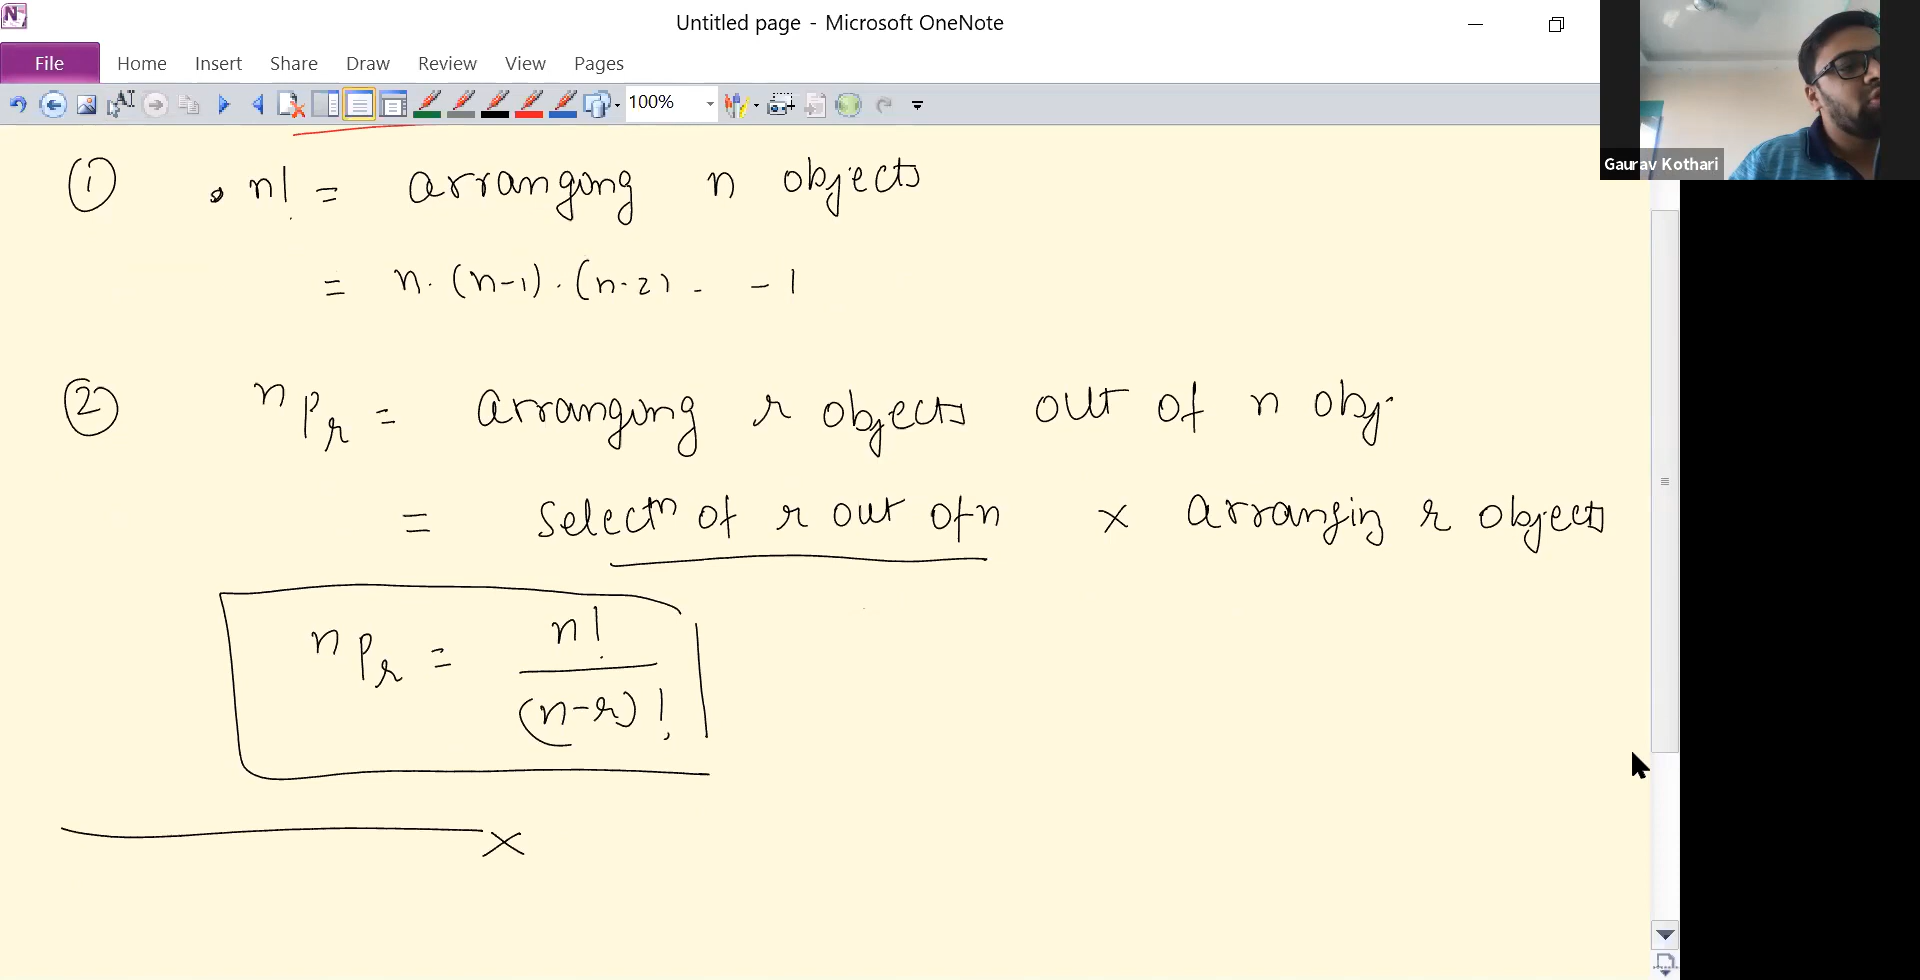 Untitled page - Microsoft OneNote
File Home Insert Share Draw Review View Pages
100%
Gaurav Kothari
① n! = arranging n objects
= n. (n-1) . (n-2) - - 1
② nPr = arranging r objects out of n obj.
= selectn of r out of n x arranging r objects
nPr = n!
(n-r)!
x